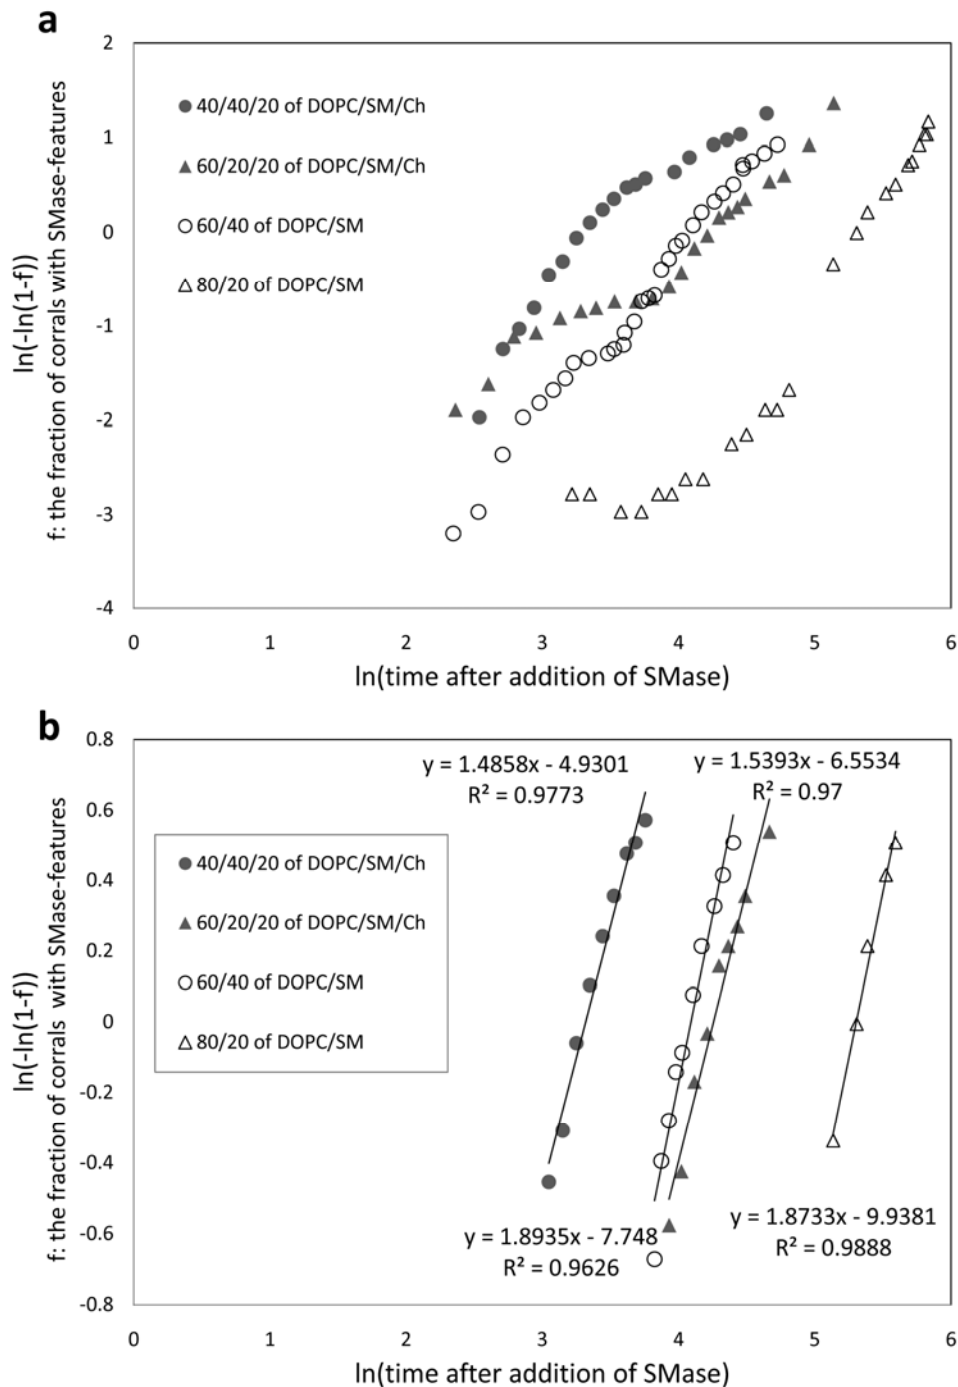 a
ln(-ln(1-f))
f: the fraction of corrals with SMase-features
2
1
0
-1
-2
-3
-4
40/40/20 of DOPC/SM/Ch
60/20/20 of DOPC/SM/Ch
60/40 of DOPC/SM
80/20 of DOPC/SM
0 1 2 3 4 5 6
ln(time after addition of SMase)
b
ln(-ln(1-f))
f: the fraction of corrals with SMase-features
0.8
0.6
0.4
0.2
0
-0.2
-0.4
-0.6
-0.8
y = 1.4858x - 4.9301
R² = 0.9773
y = 1.5393x - 6.5534
R² = 0.97
40/40/20 of DOPC/SM/Ch
60/20/20 of DOPC/SM/Ch
60/40 of DOPC/SM
80/20 of DOPC/SM
y = 1.8935x - 7.748
R² = 0.9626
y = 1.8733x - 9.9381
R² = 0.9888
0 1 2 3 4 5 6
ln(time after addition of SMase)